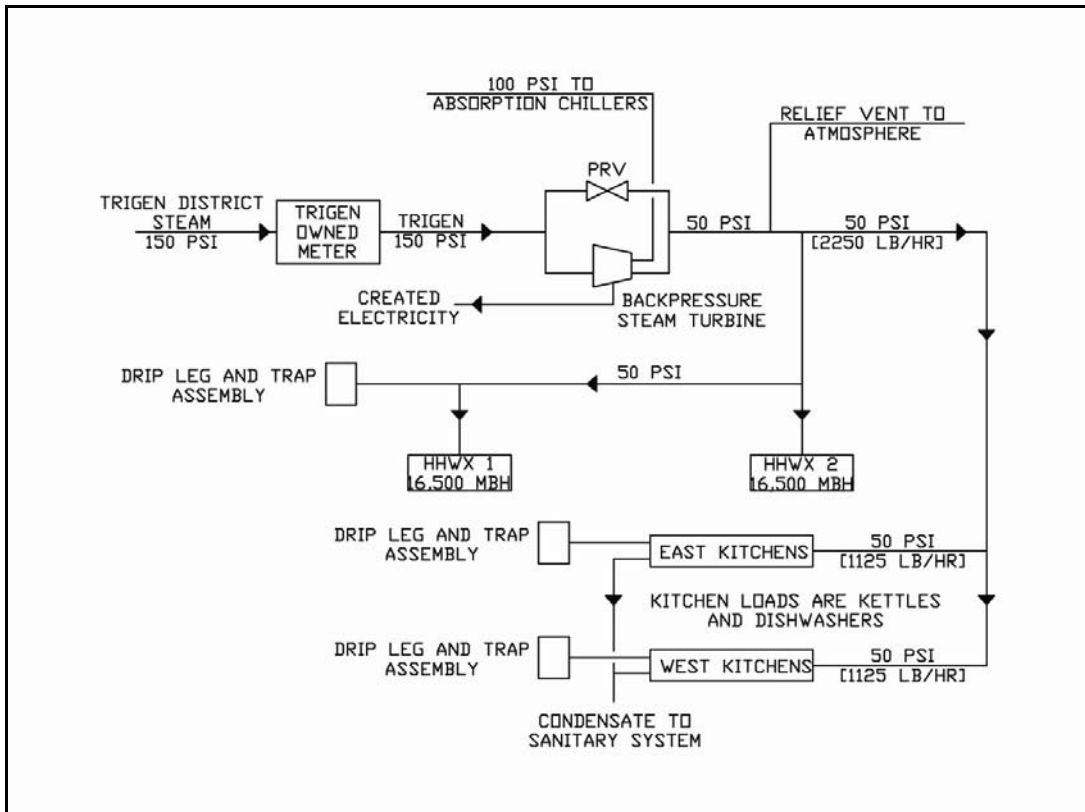 100 PSI TO
ABSORPTION CHILLERS
RELIEF VENT TO
ATMOSPHERE
PRV
TRIGEN DISTRICT
STEAM
150 PSI
TRIGEN
OWNED
METER
TRIGEN
150 PSI
50 PSI
50 PSI
[2250 LB/HR]
CREATED
ELECTRICITY
BACKPRESSURE
STEAM TURBINE
DRIP LEG AND TRAP
ASSEMBLY
50 PSI
HHWX 1
16,500 MBH
HHWX 2
16,500 MBH
DRIP LEG AND TRAP
ASSEMBLY
EAST KITCHENS
50 PSI
[1125 LB/HR]
KITCHEN LOADS ARE KETTLES
AND DISHWASHERS
DRIP LEG AND TRAP
ASSEMBLY
WEST KITCHENS
50 PSI
[1125 LB/HR]
CONDENSATE TO
SANITARY SYSTEM